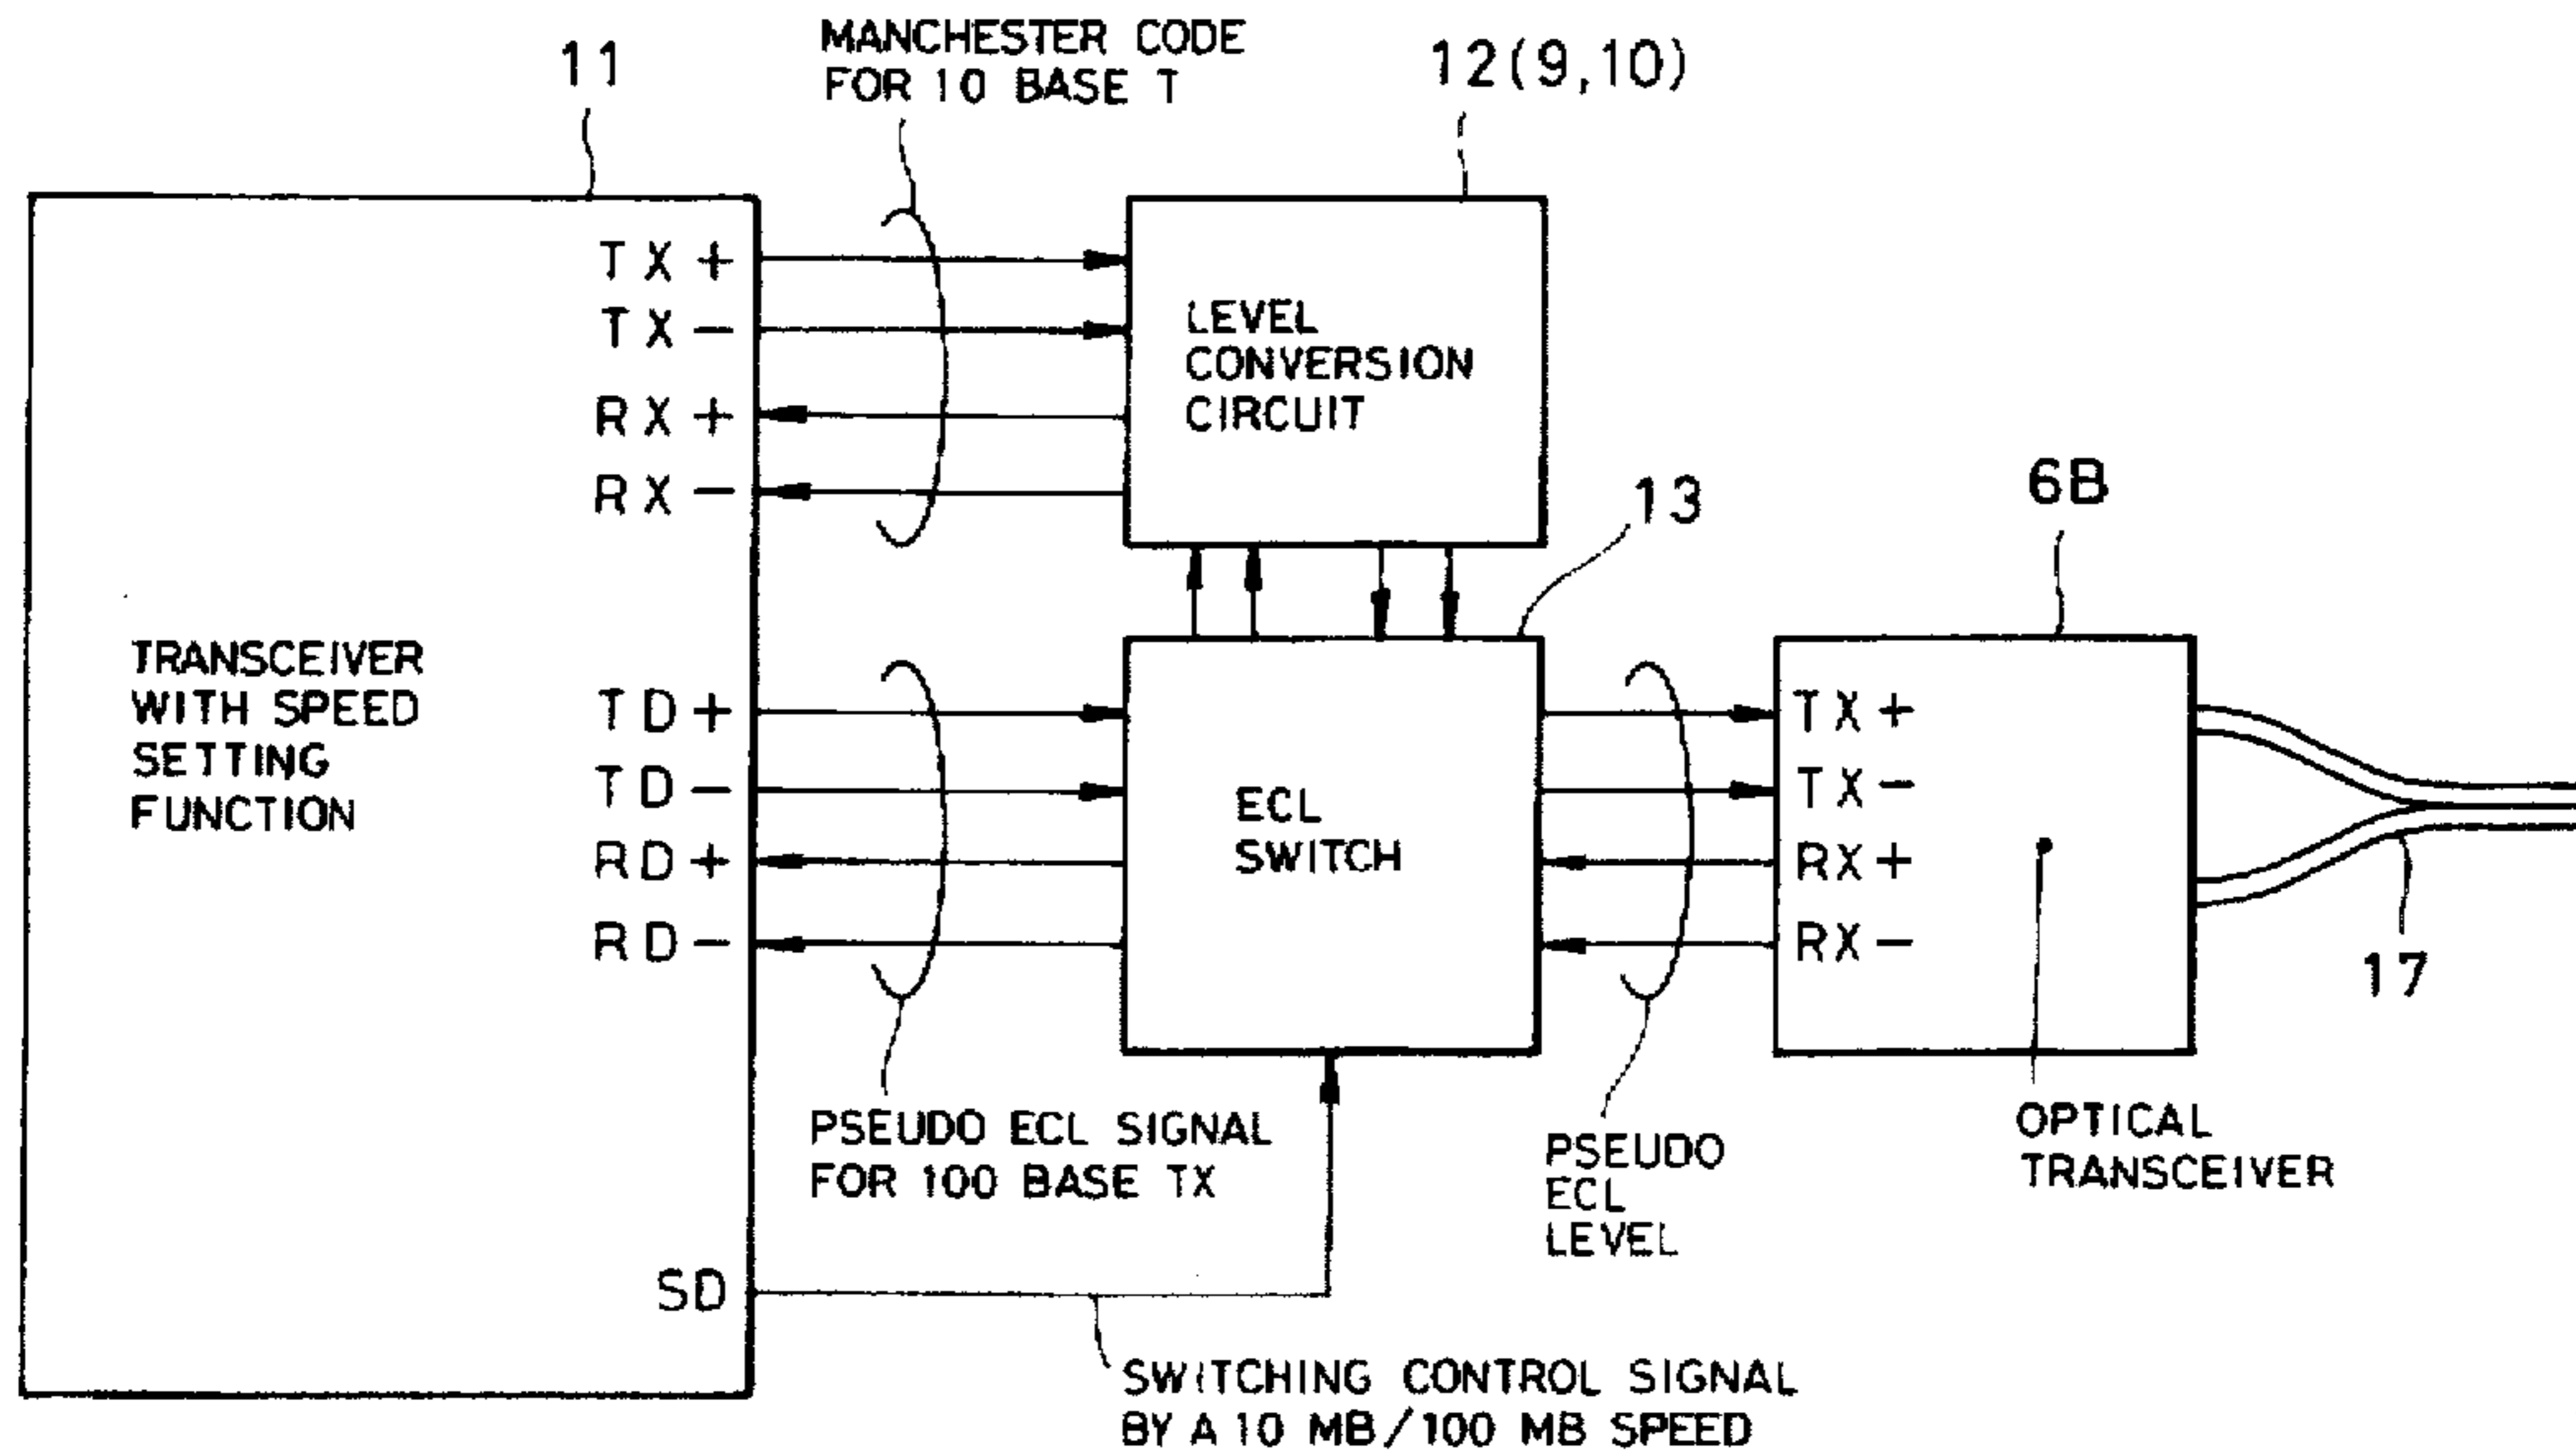 11
MANCHESTER CODE
FOR 10 BASE T
12(9,10)
TX+
TX-
RX+
RX-
LEVEL
CONVERSION
CIRCUIT
13
6B
TRANSCEIVER
WITH SPEED
SETTING
FUNCTION
TD+
TD-
RD+
RD-
ECL
SWITCH
TX+
TX-
RX+
RX-
17
PSEUDO ECL SIGNAL
FOR 100 BASE TX
PSEUDO
ECL
LEVEL
OPTICAL
TRANSCEIVER
SD
SWITCHING CONTROL SIGNAL
BY A 10 MB/100 MB SPEED